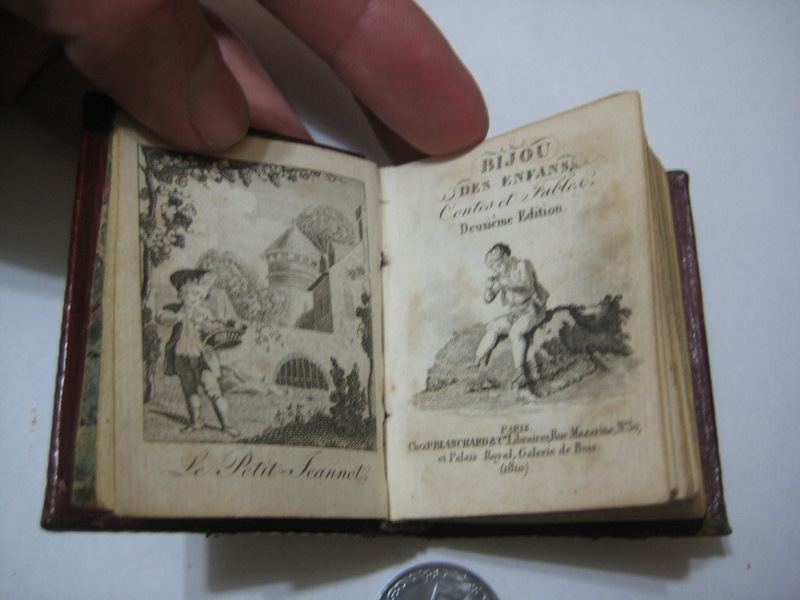 Le Petit-Jeannot.
BIJOU
DES ENFANS,
Contes et Fables.
Deuxième Edition.
PARIS.
Chez P. BLANCHARD & Cie. Libraires, Rue Mazarine, No. 30,
et Palais Royal, Galerie de Bois.
(1810)